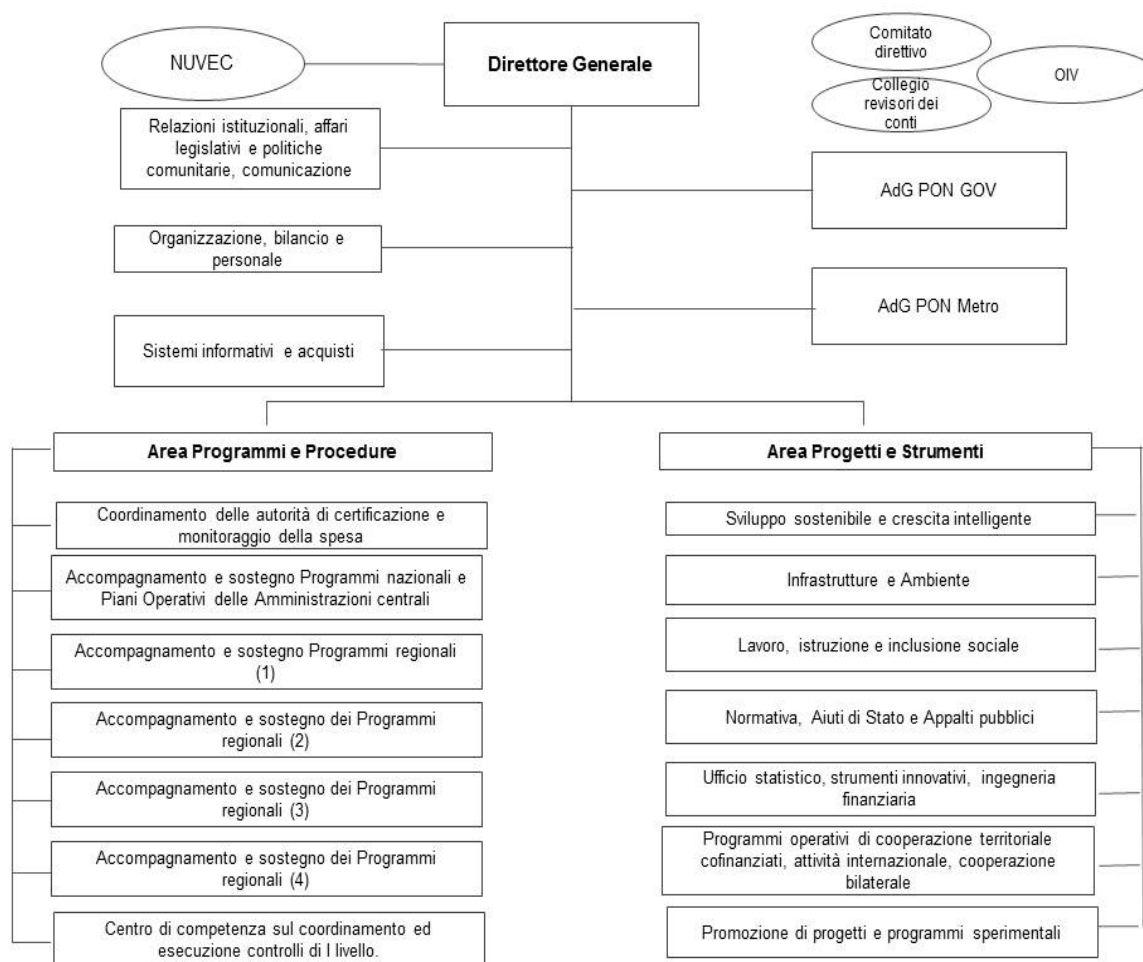 NUVEC
Direttore Generale
Comitato
direttivo
OIV
Collegio
revisori dei
conti
Relazioni istituzionali, affari
legislativi e politiche
comunitarie, comunicazione
AdG PON GOV
Organizzazione, bilancio e
personale
AdG PON Metro
Sistemi informativi e acquisti
Area Programmi e Procedure
Coordinamento delle autorità di certificazione e
monitoraggio della spesa
Accompagnamento e sostegno Programmi nazionali e
Piani Operativi delle Amministrazioni centrali
Accompagnamento e sostegno Programmi regionali
(1)
Accompagnamento e sostegno dei Programmi
regionali (2)
Accompagnamento e sostegno dei Programmi
regionali (3)
Accompagnamento e sostegno dei Programmi
regionali (4)
Centro di competenza sul coordinamento ed
esecuzione controlli di I livello.
Area Progetti e Strumenti
Sviluppo sostenibile e crescita intelligente
Infrastrutture e Ambiente
Lavoro, istruzione e inclusione sociale
Normativa, Aiuti di Stato e Appalti pubblici
Ufficio statistico, strumenti innovativi, ingegneria
finanziaria
Programmi operativi di cooperazione territoriale
cofinanziati, attività internazionale, cooperazione
bilaterale
Promozione di progetti e programmi sperimentali